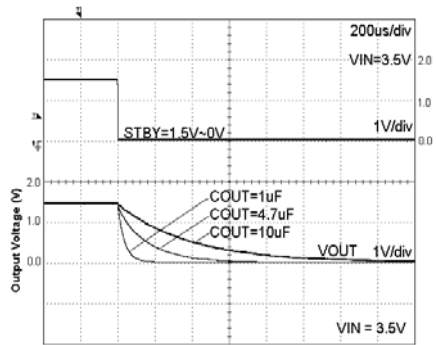 200us/div
VIN=3.5V
2.0
1.0
STBY=1.5V~0V
0.0
1V/div
2.0
COUT=1uF
1.0
COUT=4.7uF
COUT=10uF
VOUT 1V/div
0.0
Output Voltage (V)
VIN = 3.5V